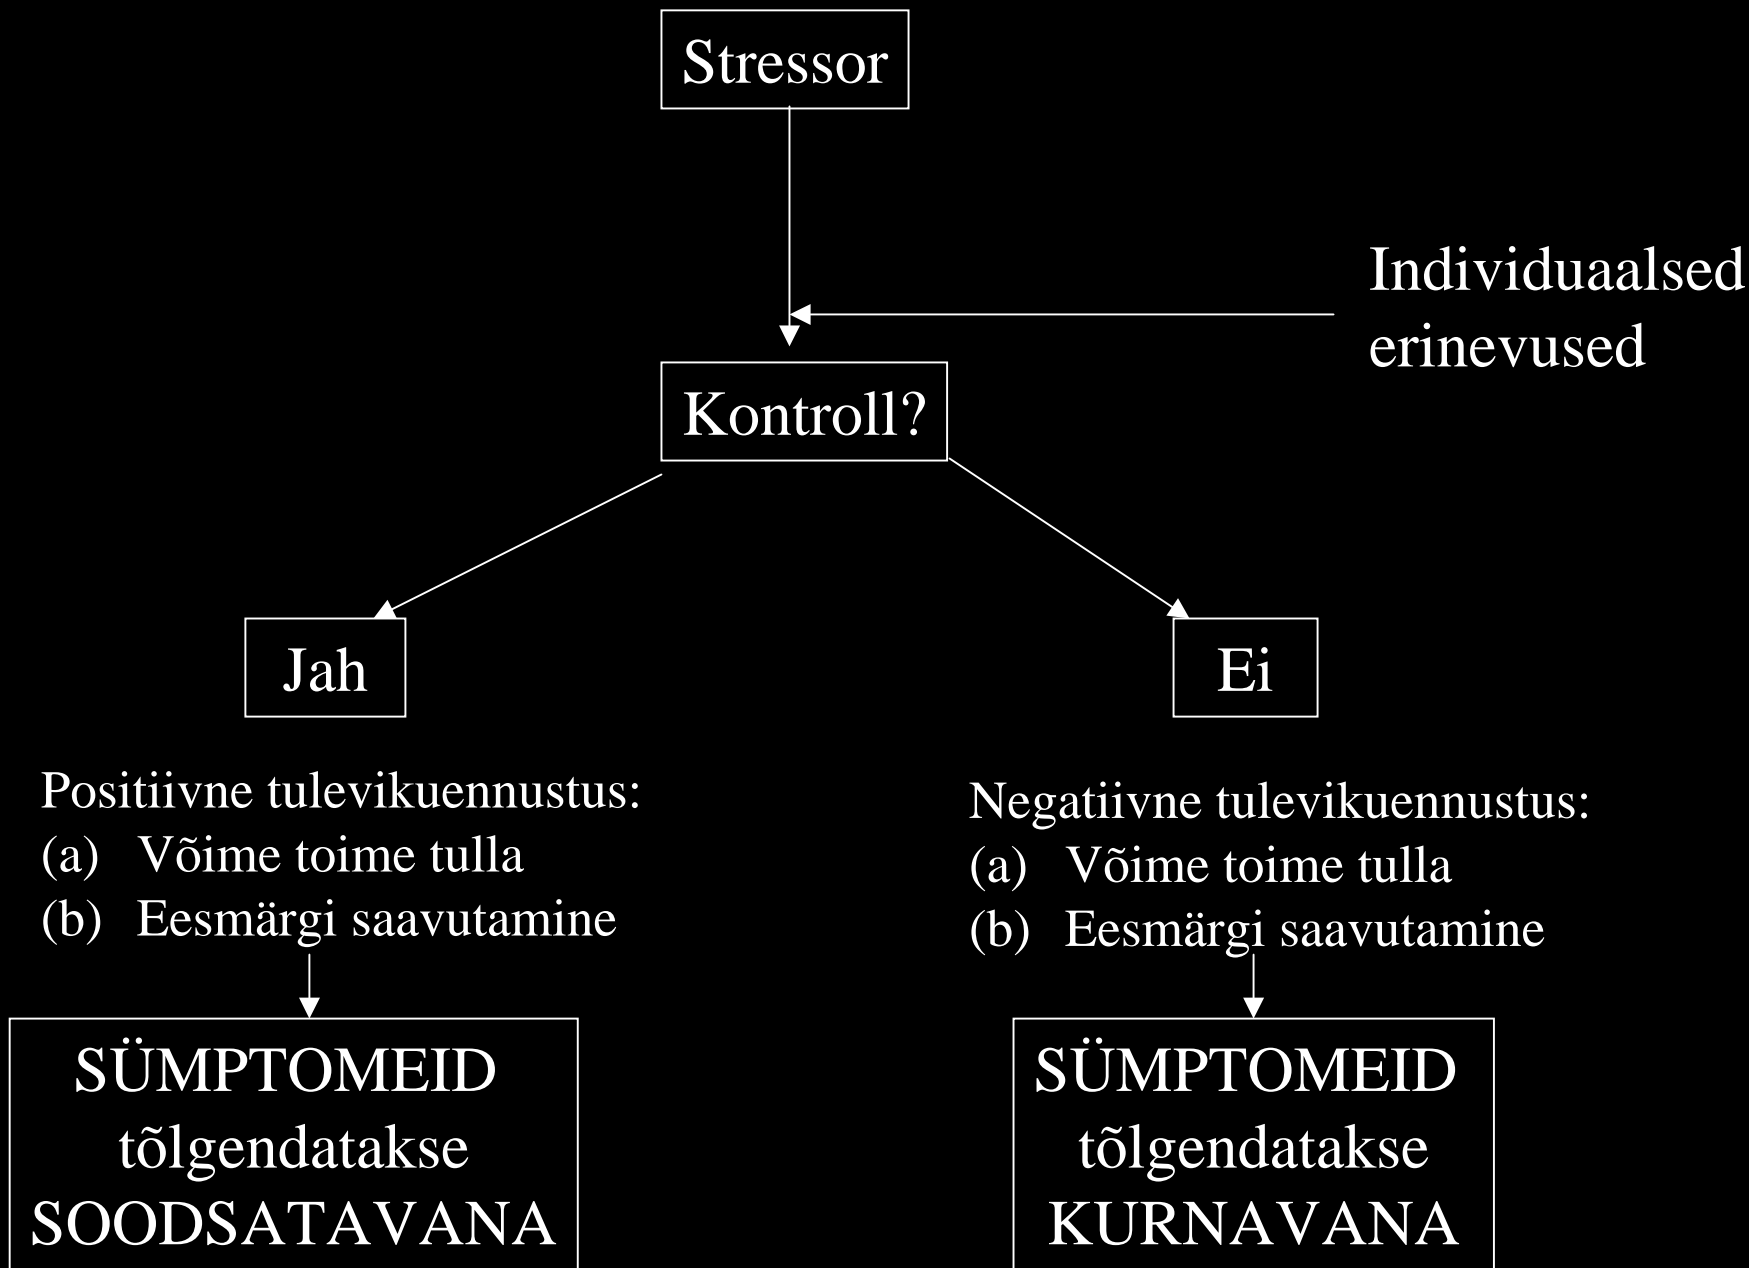 Stressor
Individuaalsed
erinevused
Kontroll?
Jah
Ei
Positiivne tulevikuennustus:
(a) Võime toime tulla
(b) Eesmärgi saavutamine
Negatiivne tulevikuennustus:
(a) Võime toime tulla
(b) Eesmärgi saavutamine
SÜMPTOMEID
tõlgendatakse
SOODSATAVANA
SÜMPTOMEID
tõlgendatakse
KURNAVANA